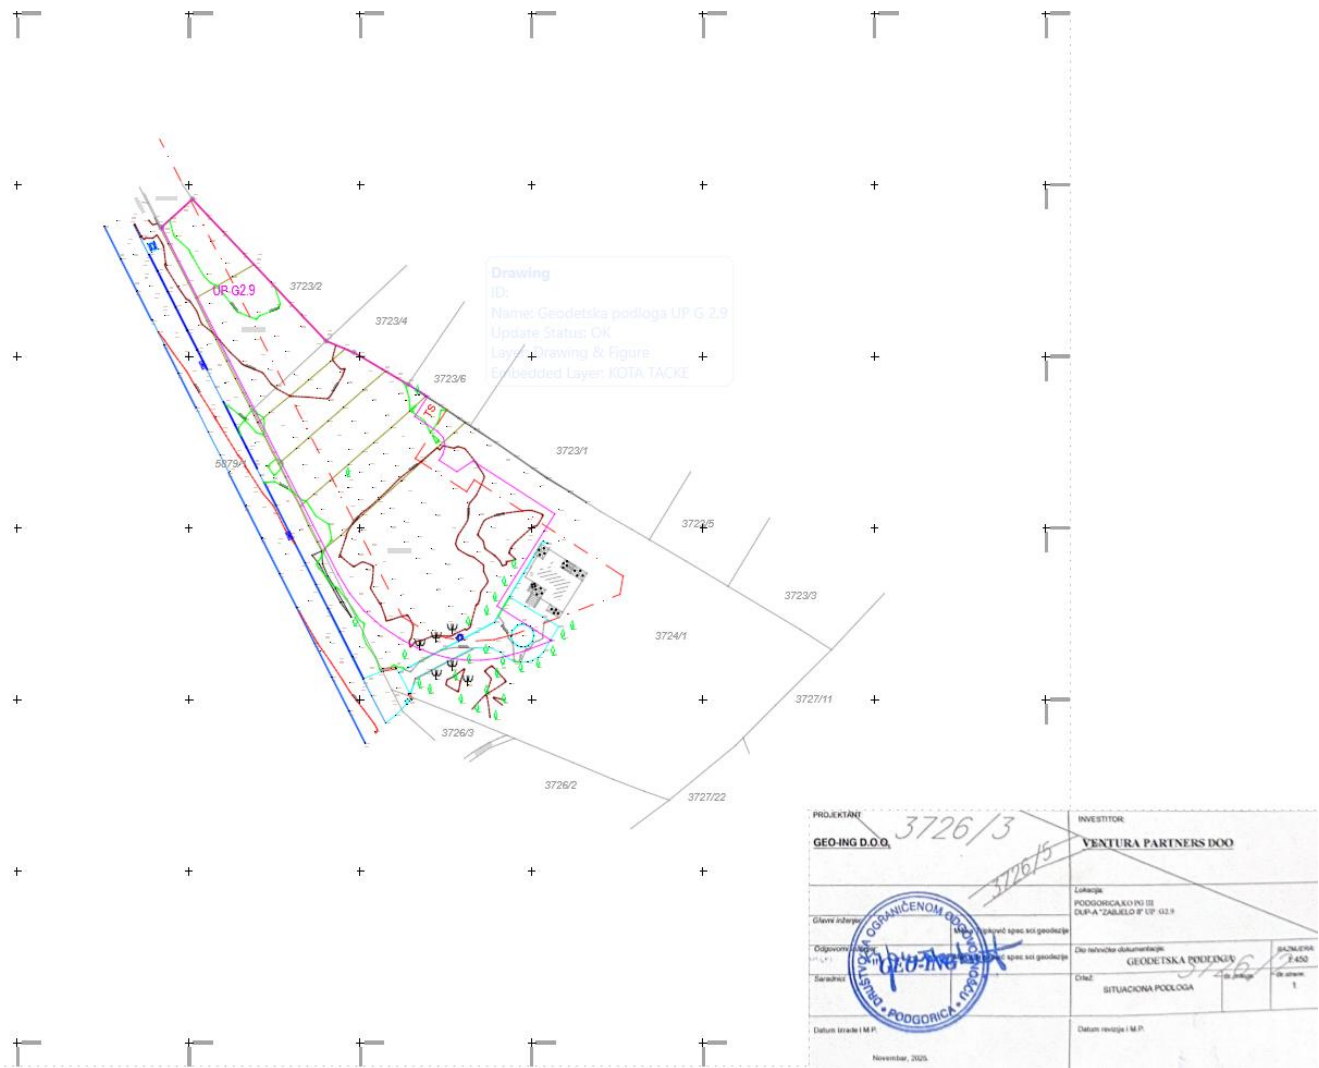 UP G2.9
3723/2
3723/4
3723/6
TS
3723/1
5079/1
3723/5
3723/3
3724/1
3727/11
3726/3
3726/2
3727/22
Drawing
ID:
Name: Geodetska podloga UP G 2.9
Update Status: OK
Layer: Drawing & Figure
Embedded Layer: KOTA TACKE
PROJEKTANT
3726/3
INVESTITOR:
GEO-ING D.O.O.
VENTURA PARTNERS DOO
3726/5
Lokacija:
PODGORICA,KO PG III
DUP-A "ZABJELO 8" UP :G2.9
Glavni inženjer
spec.sci geodezije
Odgovorni
spec.sci geodezije
Dio tehničke dokumentacije:
RAZMJERA:
GEODETSKA PODLOGA
1:450
Saradnici
Crtež:
3726/2
br.priloga:
br.strane:
SITUACIONA PODLOGA
1
DRUŠTVO SA OGRANIČENOM ODGOVORNOŠĆU
"GEO-ING"
PODGORICA
Datum izrade i M.P.
Datum revizije i M.P.
Novembar, 2025.